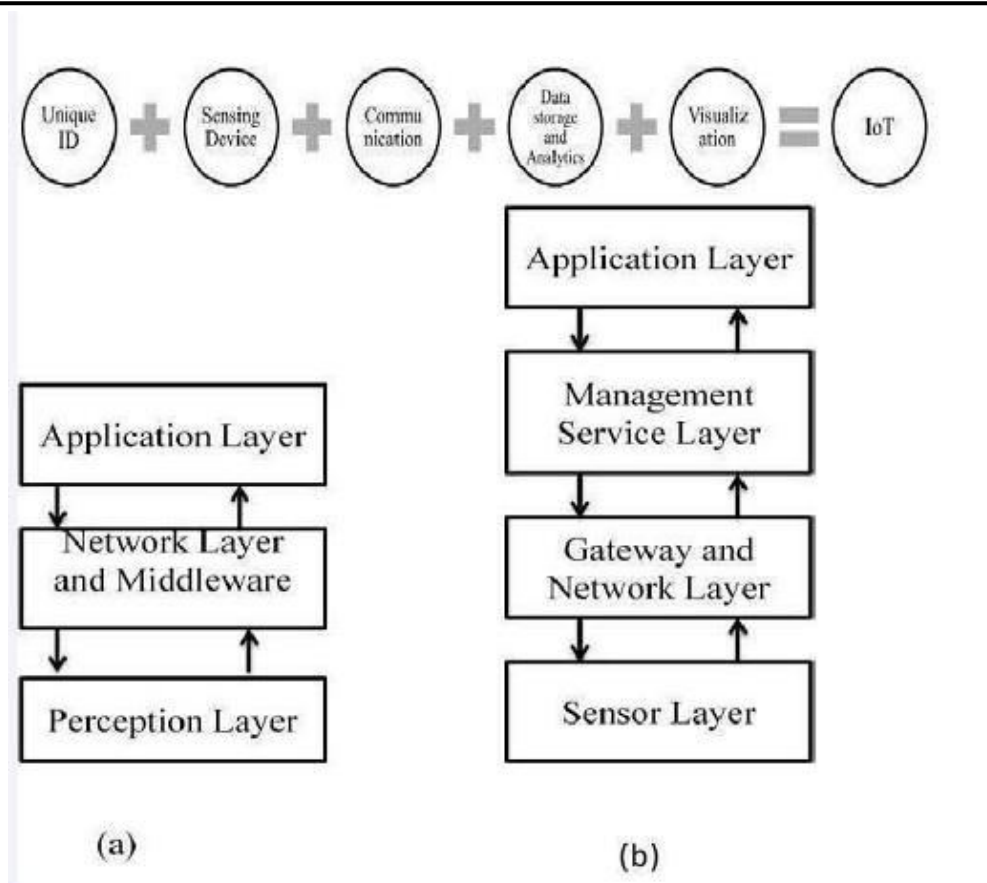 Unique
ID
Sensing
Device
Commu
nication
Data
storage
and
Analytics
Visualiz
ation
IoT
Application Layer
Network Layer
and Middleware
Perception Layer
(a)
Application Layer
Management
Service Layer
Gateway and
Network Layer
Sensor Layer
(b)